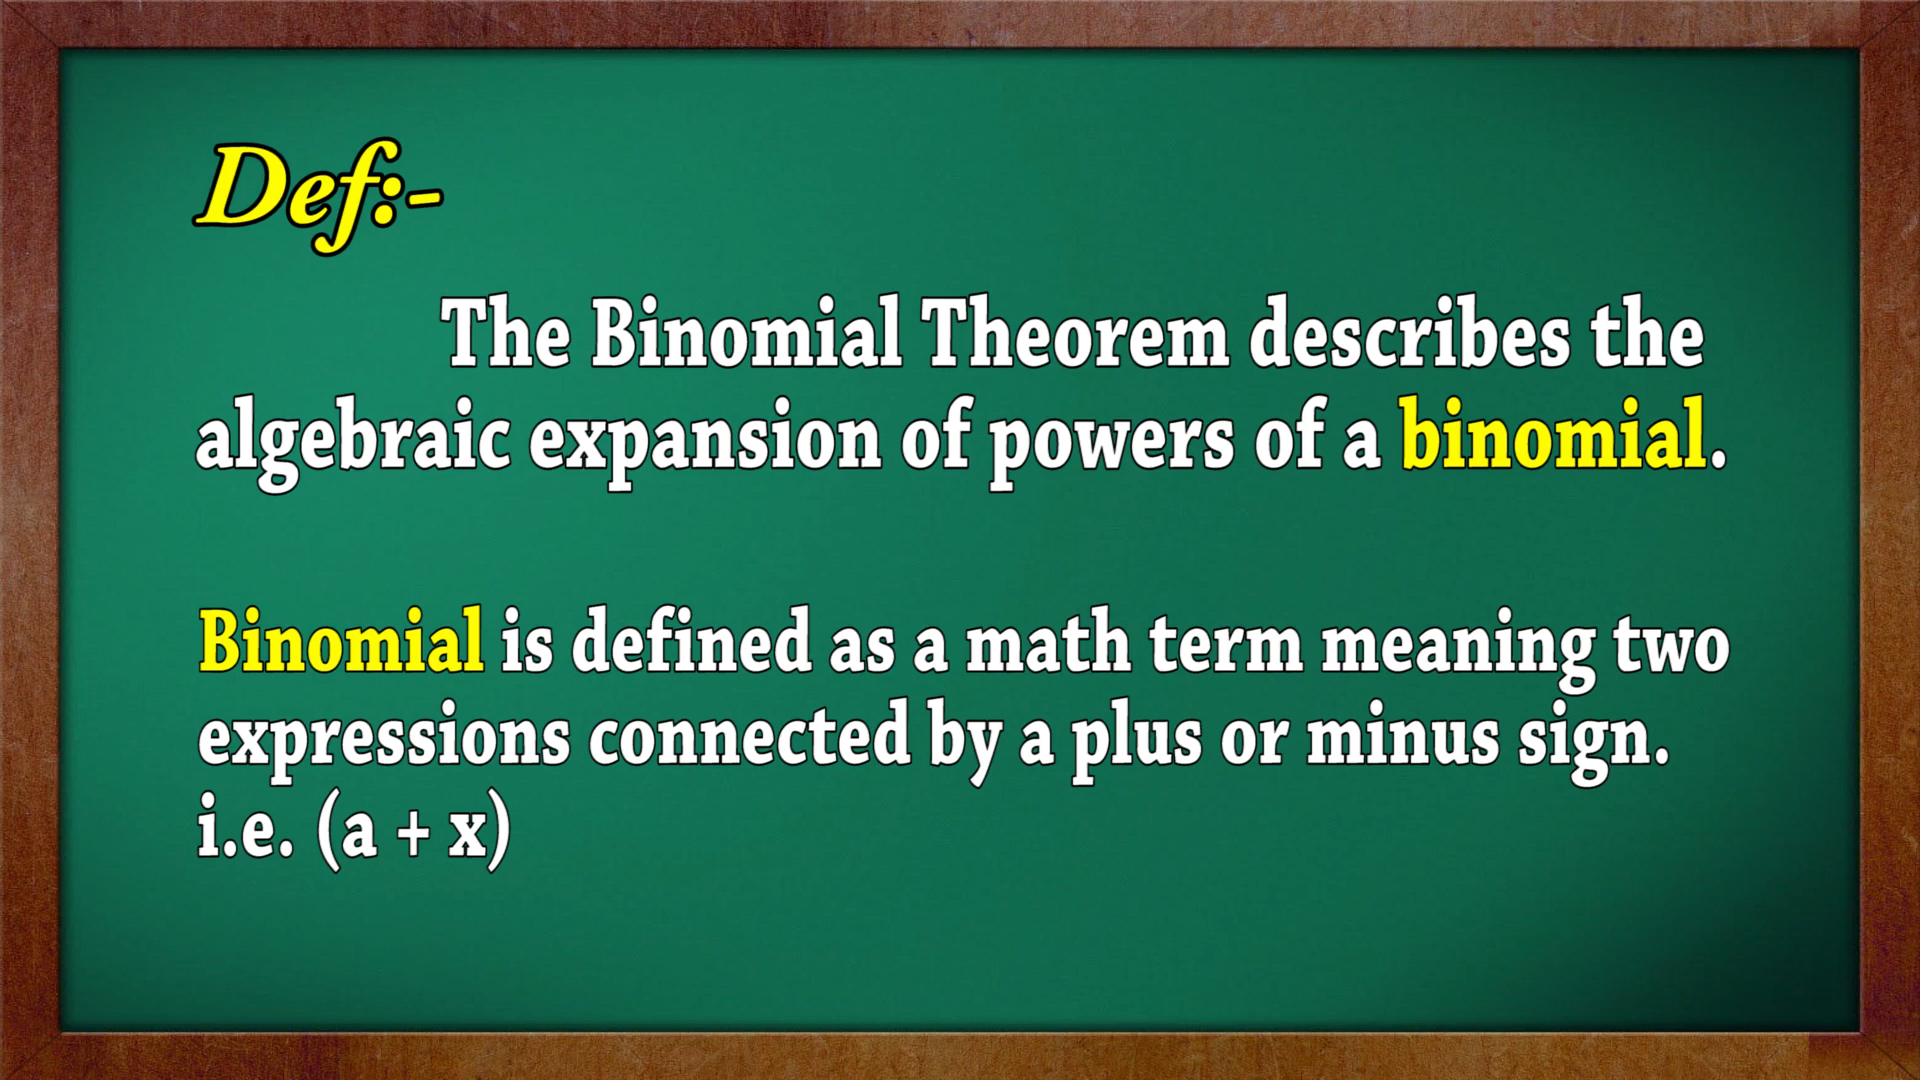 Def:-
The Binomial Theorem describes the
algebraic expansion of powers of a binomial.
Binomial is defined as a math term meaning two
expressions connected by a plus or minus sign.
i.e. (a + x)